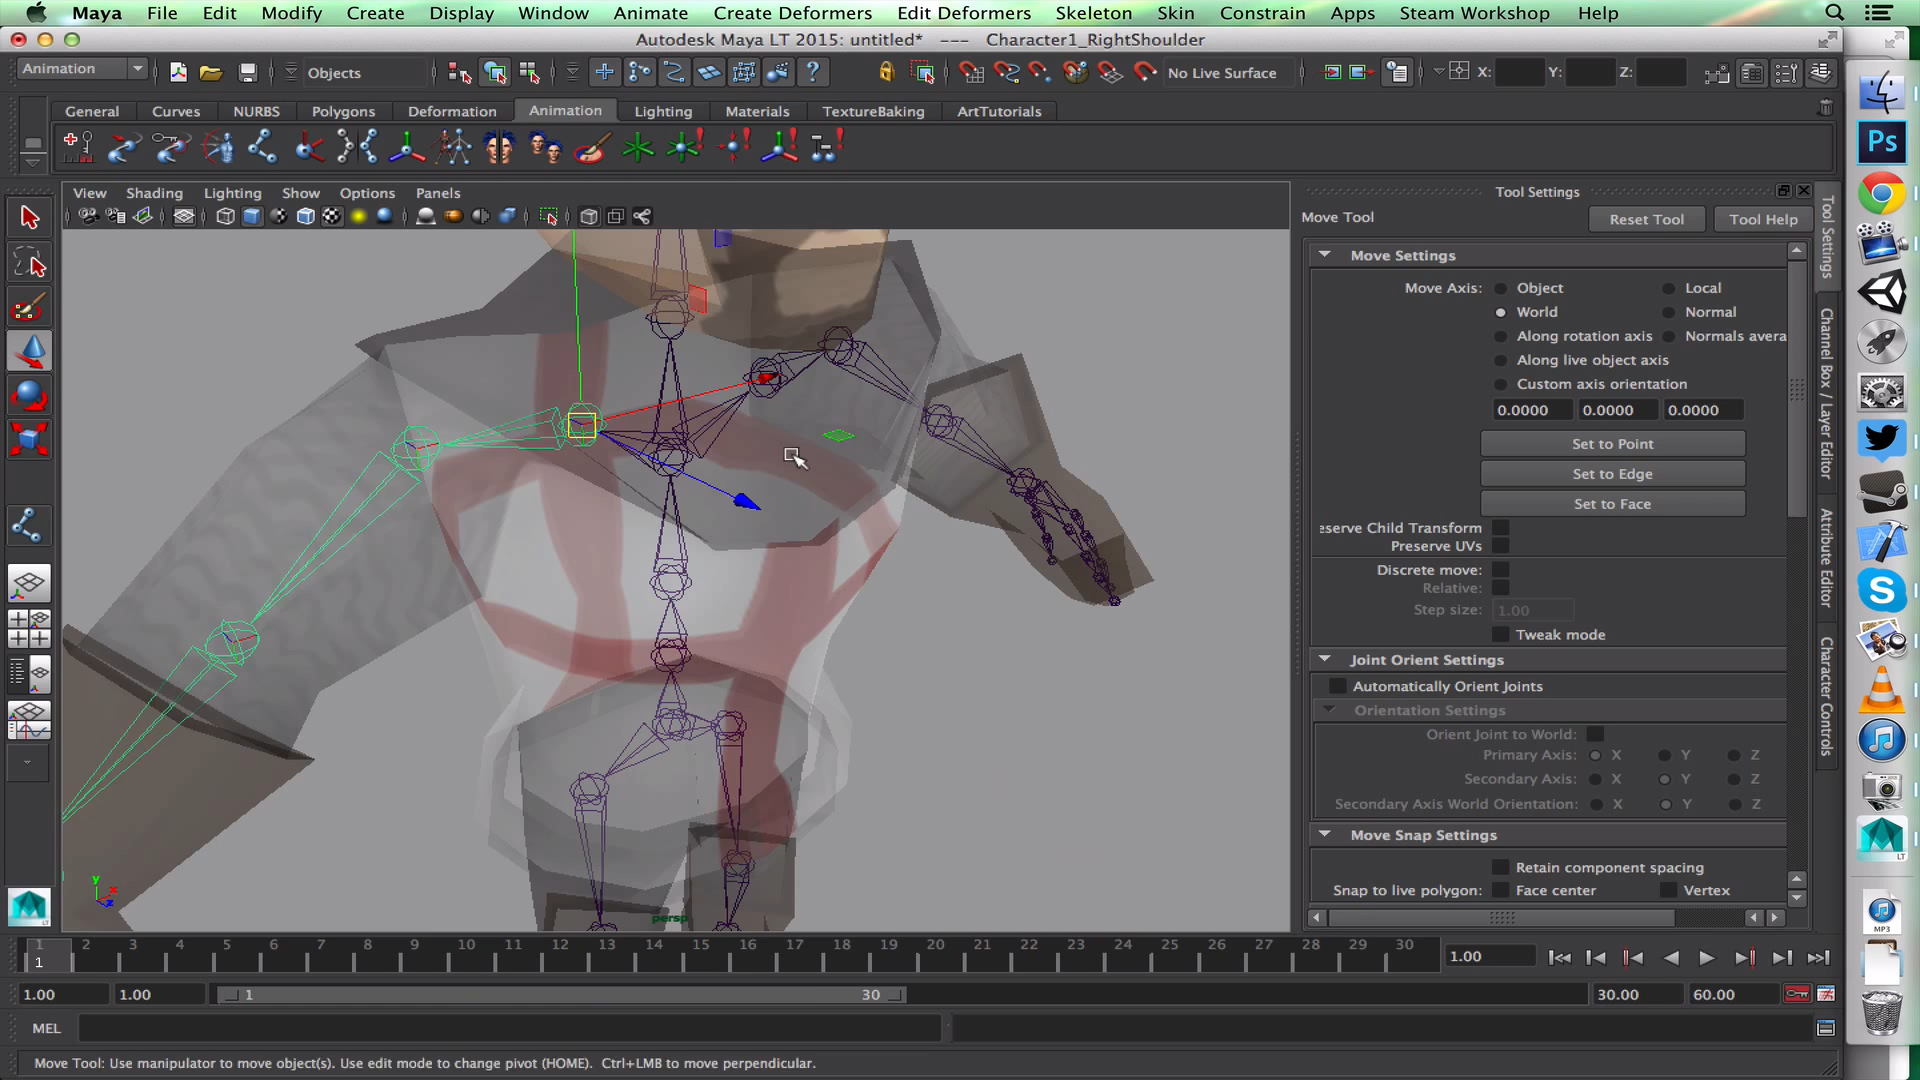 Maya File Edit Modify Create Display Window Animate Create Deformers Edit Deformers Skeleton Skin Constrain Apps Steam Workshop Help
Autodesk Maya LT 2015: untitled* --- Character1_RightShoulder
Animation Objects No Live Surface X: Y: Z:
General Curves NURBS Polygons Deformation Animation Lighting Materials TextureBaking ArtTutorials
View Shading Lighting Show Options Panels
Tool Settings
Move Tool Reset Tool Tool Help
Move Settings
Move Axis: Object Local
World Normal
Along rotation axis Normals avera
Along live object axis
Custom axis orientation
0.0000 0.0000 0.0000
Set to Point
Set to Edge
Set to Face
eserve Child Transform
Preserve UVs
Discrete move:
Relative:
Step size: 1.00
Tweak mode
Joint Orient Settings
Automatically Orient Joints
Orientation Settings
Orient Joint to World:
Primary Axis: X Y Z
Secondary Axis: X Y Z
Secondary Axis World Orientation: X Y Z
Move Snap Settings
Retain component spacing
Snap to live polygon: Face center Vertex
Tool Settings
Channel Box / Layer Editor
Attribute Editor
Character Controls
Ps
LT
MP3
y x z
persp
LT
1 2 3 4 5 6 7 8 9 10 11 12 13 14 15 16 17 18 19 20 21 22 23 24 25 26 27 28 29 30
1 1.00
1.00 1.00 1 30 30.00 60.00
MEL
Move Tool: Use manipulator to move object(s). Use edit mode to change pivot (HOME). Ctrl+LMB to move perpendicular.